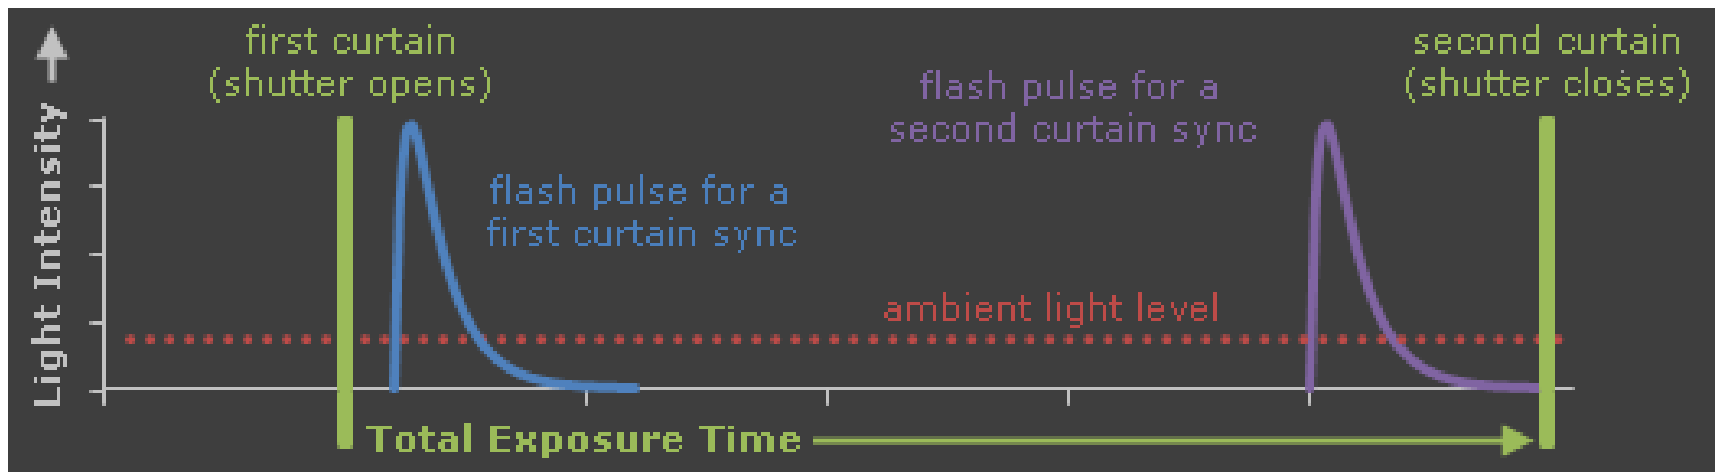 first curtain
(shutter opens)
second curtain
(shutter closes)
flash pulse for a
second curtain sync
flash pulse for a
first curtain sync
ambient light level
Light Intensity
Total Exposure Time